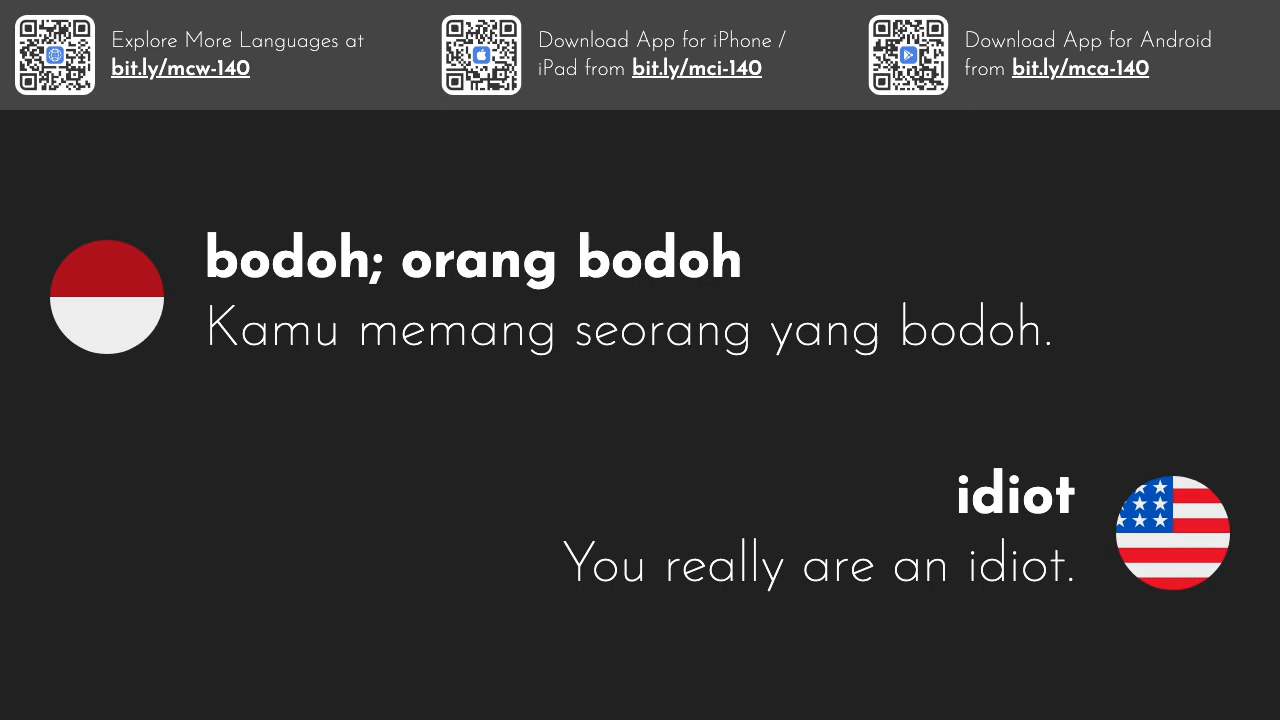 Explore More Languages at
bit.ly/mcw-140
Download App for iPhone /
iPad from bit.ly/mci-140
Download App for Android
from bit.ly/mca-140
bodoh; orang bodoh
Kamu memang seorang yang bodoh.
idiot
You really are an idiot.